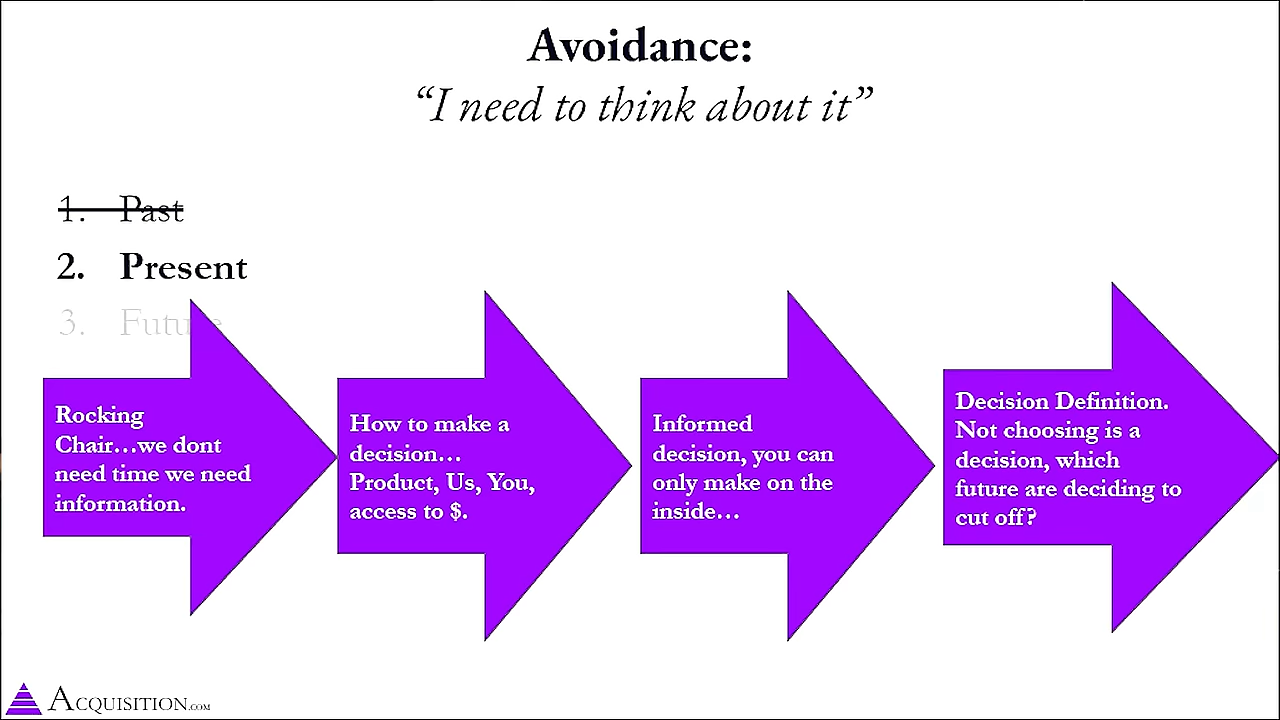 Avoidance:
“I need to think about it”
1. Past
2. Present
3. Future
Rocking
Chair…we dont
need time we need
information.
How to make a
decision…
Product, Us, You,
access to $.
Informed
decision, you can
only make on the
inside…
Decision Definition.
Not choosing is a
decision, which
future are deciding to
cut off?
ACQUISITION.COM